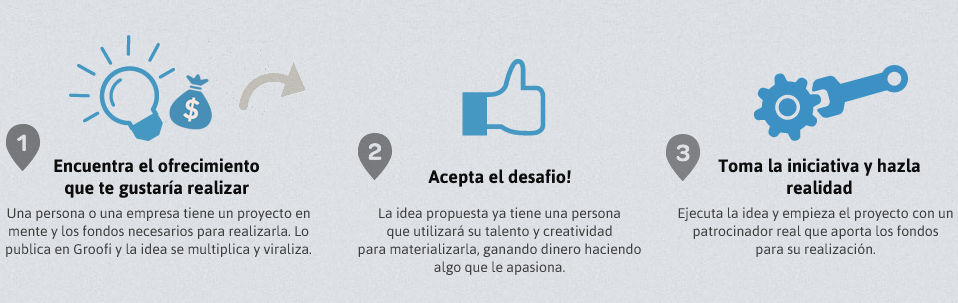 $
1
Encuentra el ofrecimiento
que te gustaría realizar
Una persona o una empresa tiene un proyecto en
mente y los fondos necesarios para realizarla. Lo
publica en Groofi y la idea se multiplica y viraliza.
2
Acepta el desafio!
La idea propuesta ya tiene una persona
que utilizará su talento y creatividad
para materializarla, ganando dinero haciendo
algo que le apasiona.
3
Toma la iniciativa y hazla
realidad
Ejecuta la idea y empieza el proyecto con un
patrocinador real que aporta los fondos
para su realización.